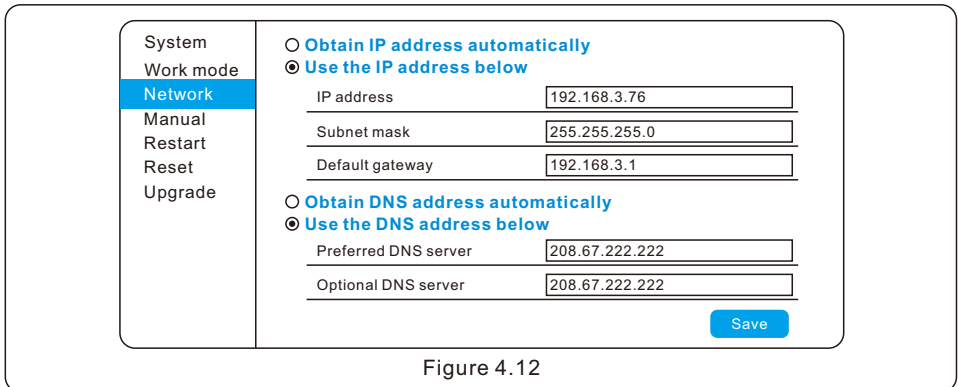 System
Work mode
Network
Manual
Restart
Reset
Upgrade
Obtain IP address automatically
Use the IP address below
IP address 192.168.3.76
Subnet mask 255.255.255.0
Default gateway 192.168.3.1
Obtain DNS address automatically
Use the DNS address below
Preferred DNS server 208.67.222.222
Optional DNS server 208.67.222.222
Save
Figure 4.12